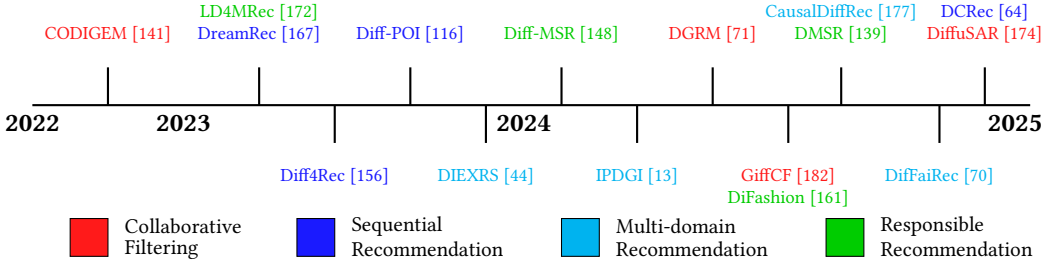 LD4MRec [172]
CausalDiffRec [177]
DCRec [64]
CODIGEM [141]
DreamRec [167]
Diff-POI [116]
Diff-MSR [148]
DGRM [71]
DMSR [139]
DiffuSAR [174]
2022
2023
2024
2025
Diff4Rec [156]
DIEXRS [44]
IPDGI [13]
GiffCF [182]
DifFaiRec [70]
DiFashion [161]
Collaborative
Filtering
Sequential
Recommendation
Multi-domain
Recommendation
Responsible
Recommendation